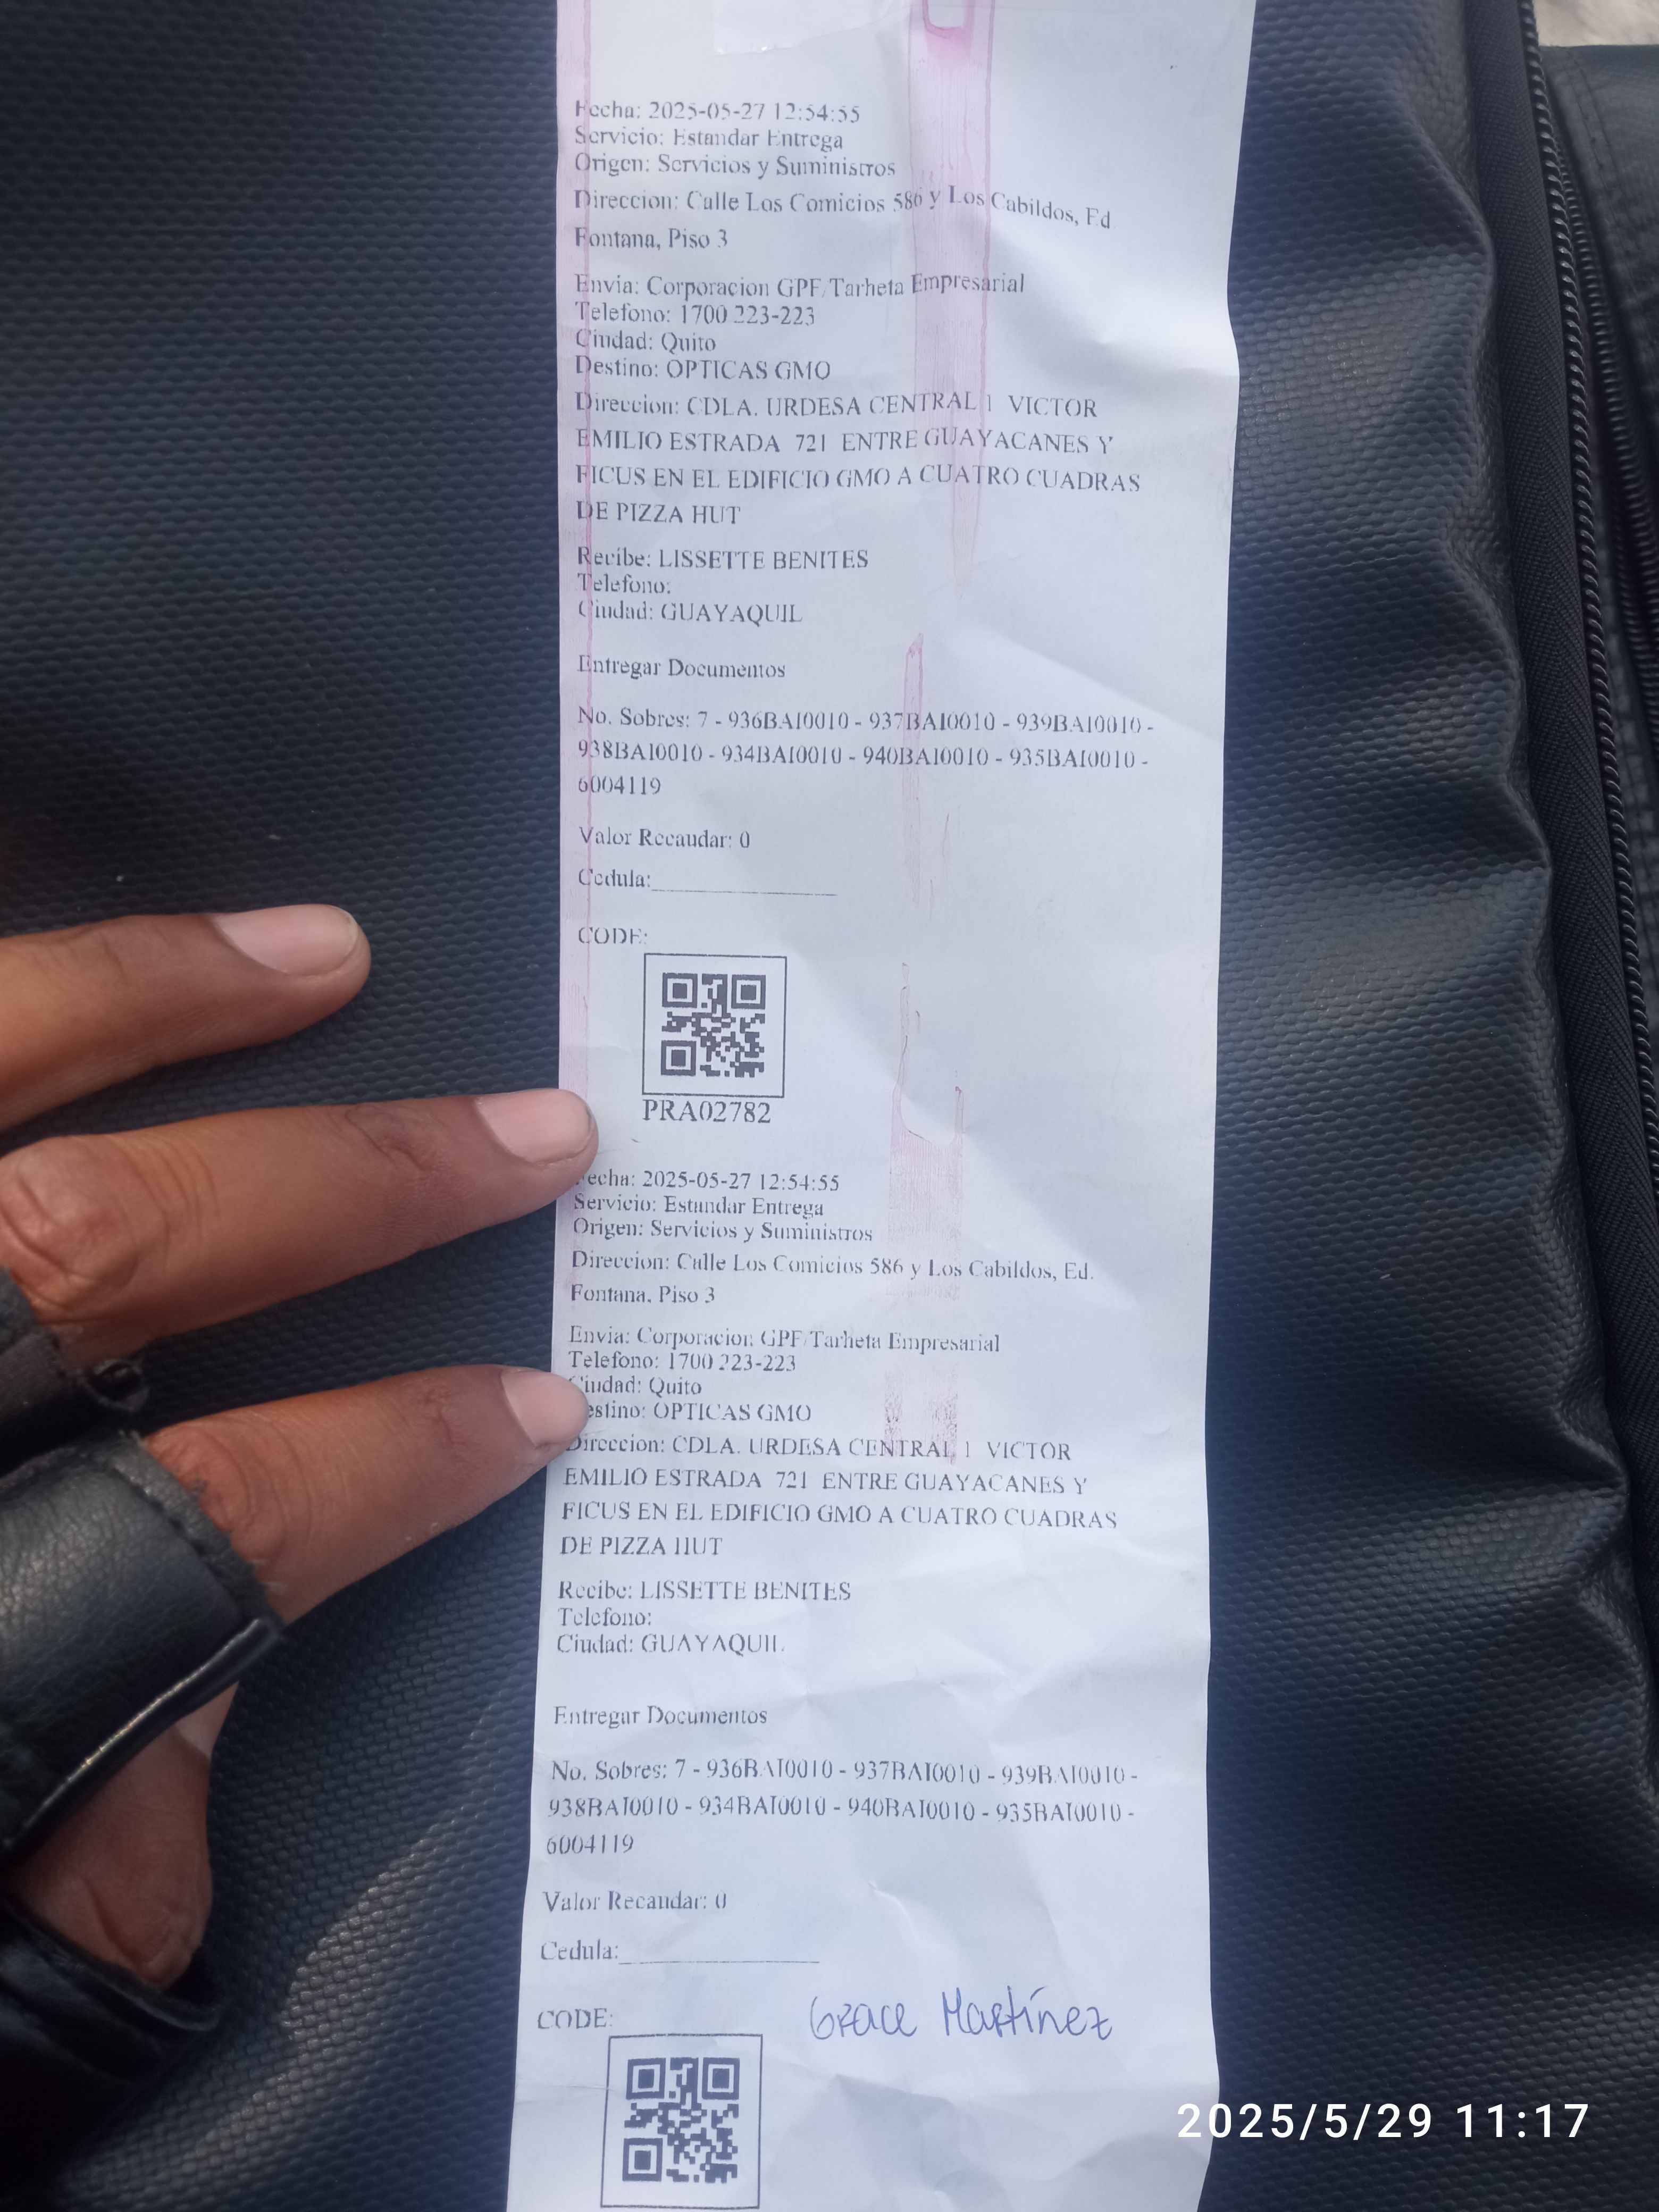 Fecha: 2025-05-27 12:54:55
Servicio: Estandar Entrega
Origen: Servicios y Suministros
Direccion: Calle Los Comicios 586 y Los Cabildos, Ed
Fontana, Piso 3
Envia: Corporacion GPF/Tarheta Empresarial
Telefono: 1700 223-223
Ciudad: Quito
Destino: OPTICAS GMO
Direccion: CDLA. URDESA CENTRAL 1 VICTOR
EMILIO ESTRADA 721 ENTRE GUAYACANES Y
FICUS EN EL EDIFICIO GMO A CUATRO CUADRAS
DE PIZZA HUT
Recibe: LISSETTE BENITES
Telefono:
Ciudad: GUAYAQUIL
Entregar Documentos
No. Sobres: 7 - 936BAI0010 - 937BAI0010 - 939BAI0010 -
938BAI0010 - 934BAI0010 - 940BAI0010 - 935BAI0010 -
6004119
Valor Recaudar: 0
Cedula:
CODE:
PRA02782
Fecha: 2025-05-27 12:54:55
Servicio: Estandar Entrega
Origen: Servicios y Suministros
Direccion: Calle Los Comicios 586 y Los Cabildos, Ed.
Fontana, Piso 3
Envia: Corporacion GPF/Tarheta Empresarial
Telefono: 1700 223-223
Ciudad: Quito
Destino: OPTICAS GMO
Direccion: CDLA. URDESA CENTRAL 1 VICTOR
EMILIO ESTRADA 721 ENTRE GUAYACANES Y
FICUS EN EL EDIFICIO GMO A CUATRO CUADRAS
DE PIZZA HUT
Recibe: LISSETTE BENITES
Telefono:
Ciudad: GUAYAQUIL
Entregar Documentos
No. Sobres: 7 - 936BAI0010 - 937BAI0010 - 939BAI0010 -
938BAI0010 - 934BAI0010 - 940BAI0010 - 935BAI0010 -
6004119
Valor Recaudar: 0
Cedula:
CODE:
Grace Martínez
2025/5/29 11:17